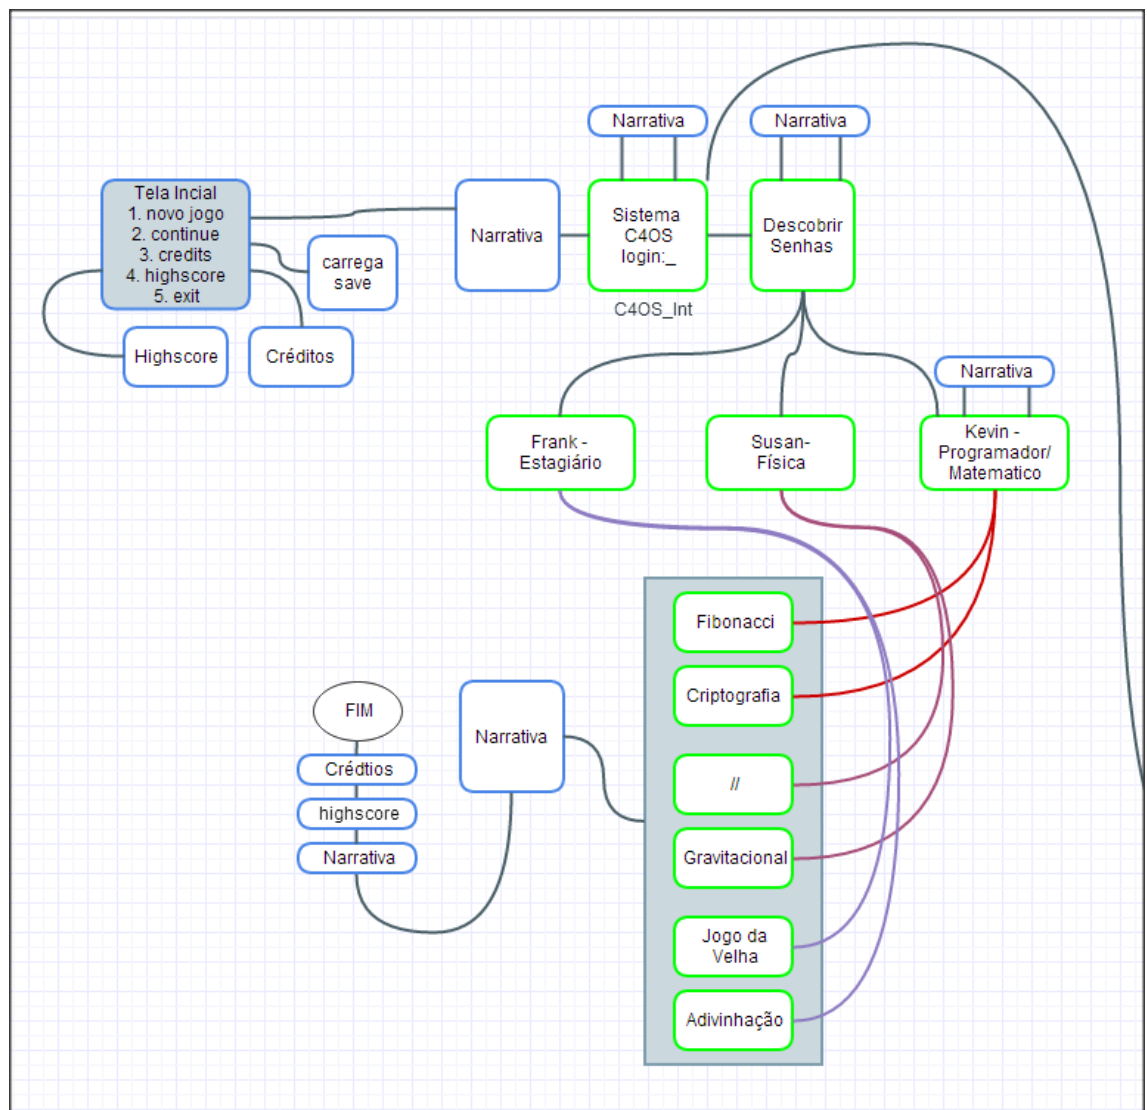 Narrativa
Narrativa
Tela Incial
1. novo jogo
2. continue
3. credits
4. highscore
5. exit
Narrativa
Sistema
C4OS
login:_
Descobrir
Senhas
carrega
save
C4OS_Int
Highscore
Créditos
Narrativa
Frank -
Estagiário
Susan-
Física
Kevin -
Programador/
Matematico
Fibonacci
Criptografia
FIM
Narrativa
Crédtios
highscore
Narrativa
//
Gravitacional
Jogo da
Velha
Adivinhação